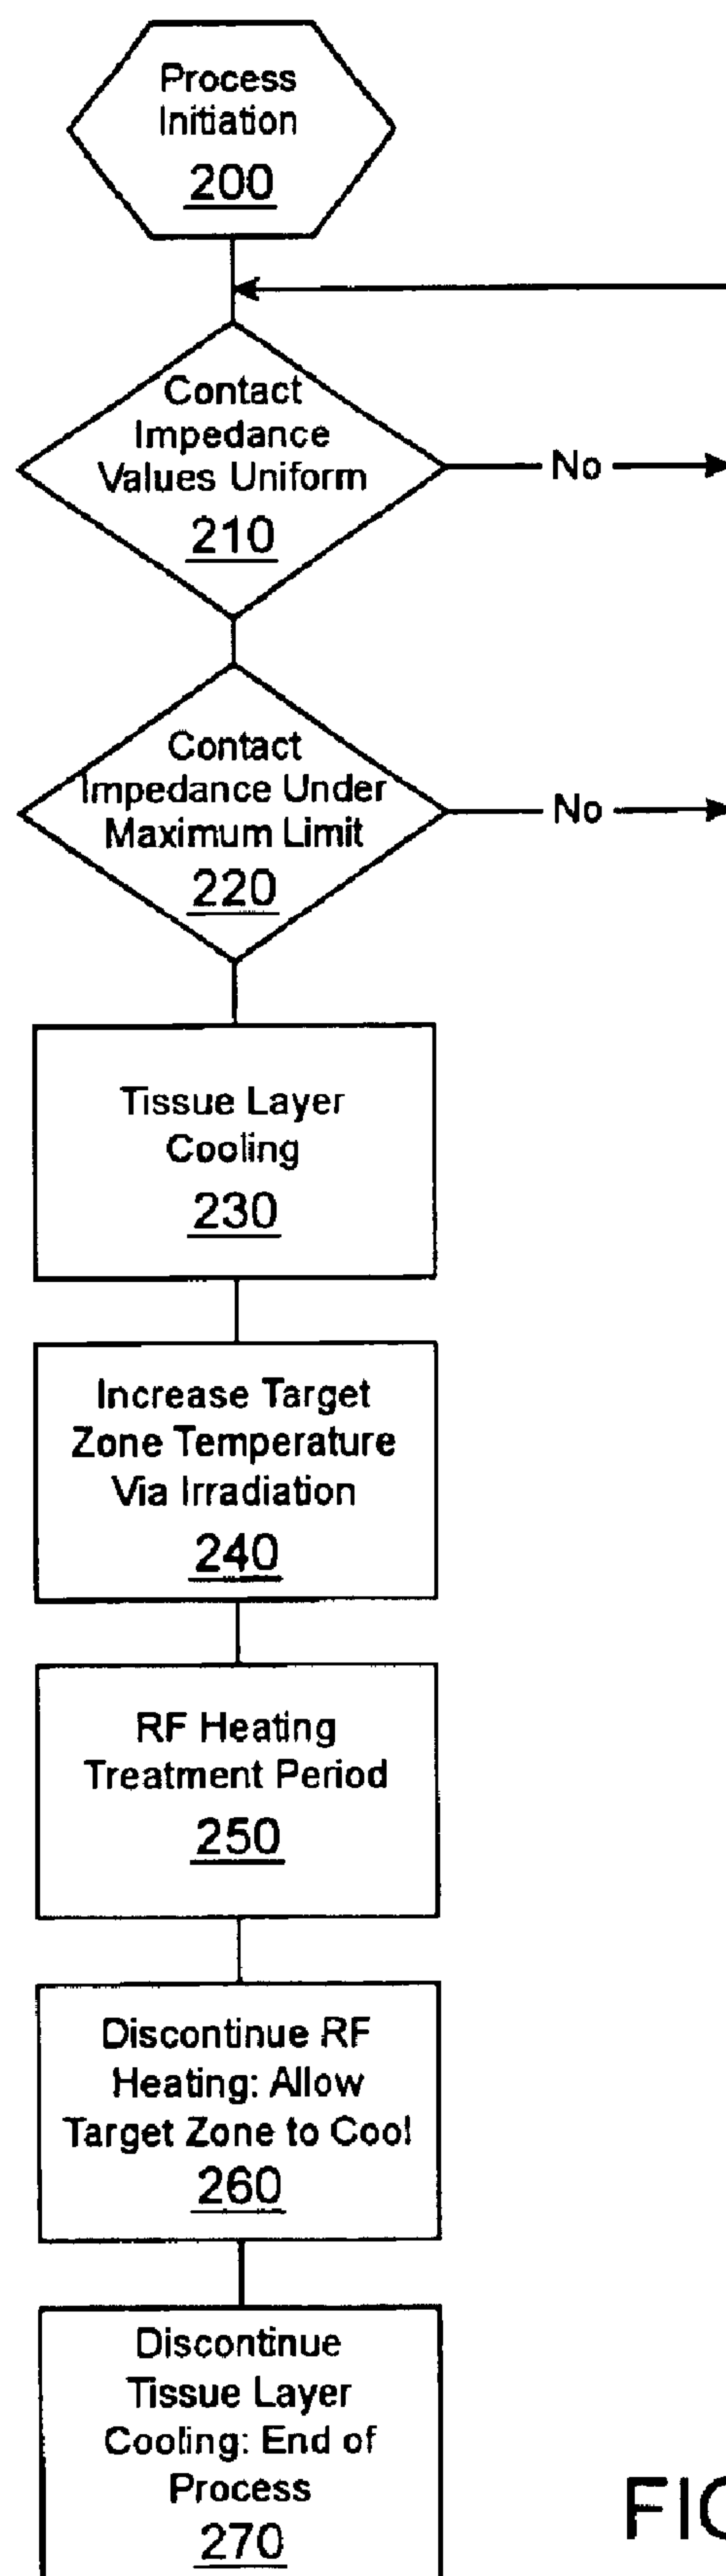 Process
Initiation
200
Contact
Impedance
Values Uniform
210
No
Contact
Impedance Under
Maximum Limit
220
No
Tissue Layer
Cooling
230
Increase Target
Zone Temperature
Via Irradiation
240
RF Heating
Treatment Period
250
Discontinue RF
Heating: Allow
Target Zone to Cool
260
Discontinue
Tissue Layer
Cooling: End of
Process
270